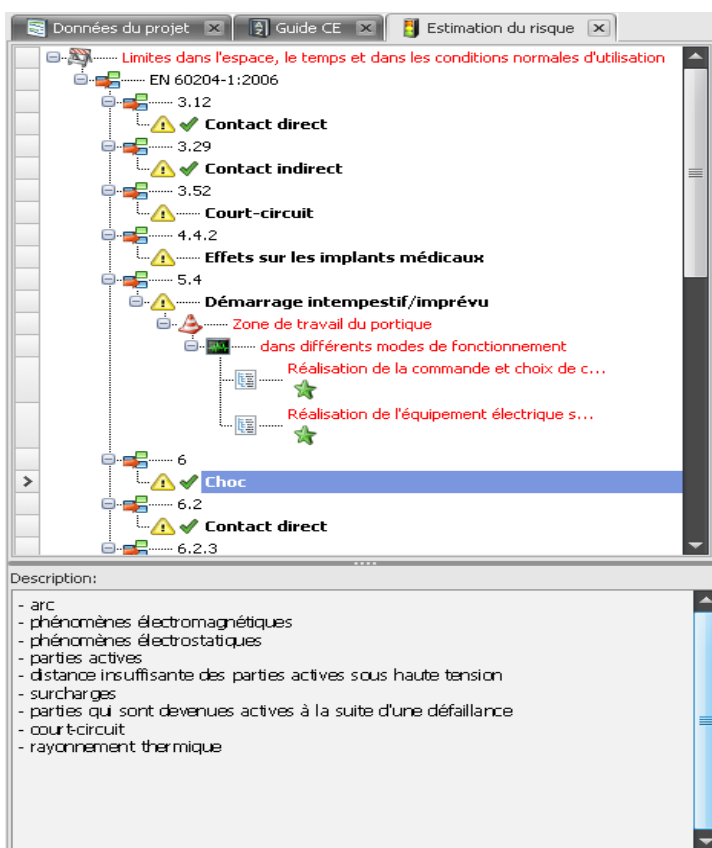 Données du projet Guide CE Estimation du risque
Limites dans l'espace, le temps et dans les conditions normales d'utilisation
EN 60204-1:2006
3.12
Contact direct
3.29
Contact indirect
3.52
Court-circuit
4.4.2
Effets sur les implants médicaux
5.4
Démarrage intempestif/imprévu
Zone de travail du portique
dans différents modes de fonctionnement
Réalisation de la commande et choix de c...
Réalisation de l'équipement électrique s...
6
Choc
6.2
Contact direct
6.2.3
Description:
- arc
- phénomènes électromagnétiques
- phénomènes électrostatiques
- parties actives
- distance insuffisante des parties actives sous haute tension
- surcharges
- parties qui sont devenues actives à la suite d'une défaillance
- court-circuit
- rayonnement thermique